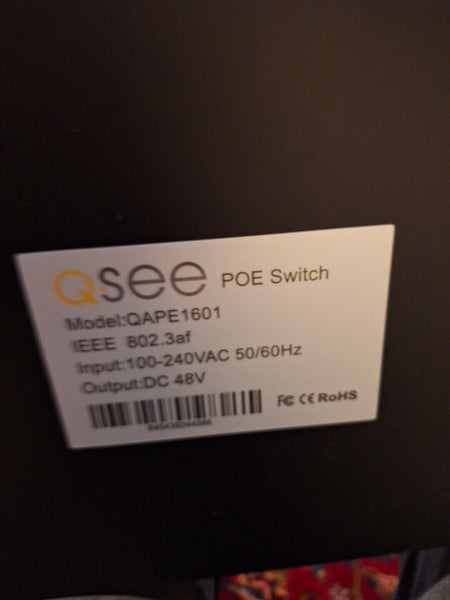 Q-see POE Switch
Model:QAPE1601
IEEE 802.3af
Input:100-240VAC 50/60Hz
Output:DC 48V
FC CE RoHS